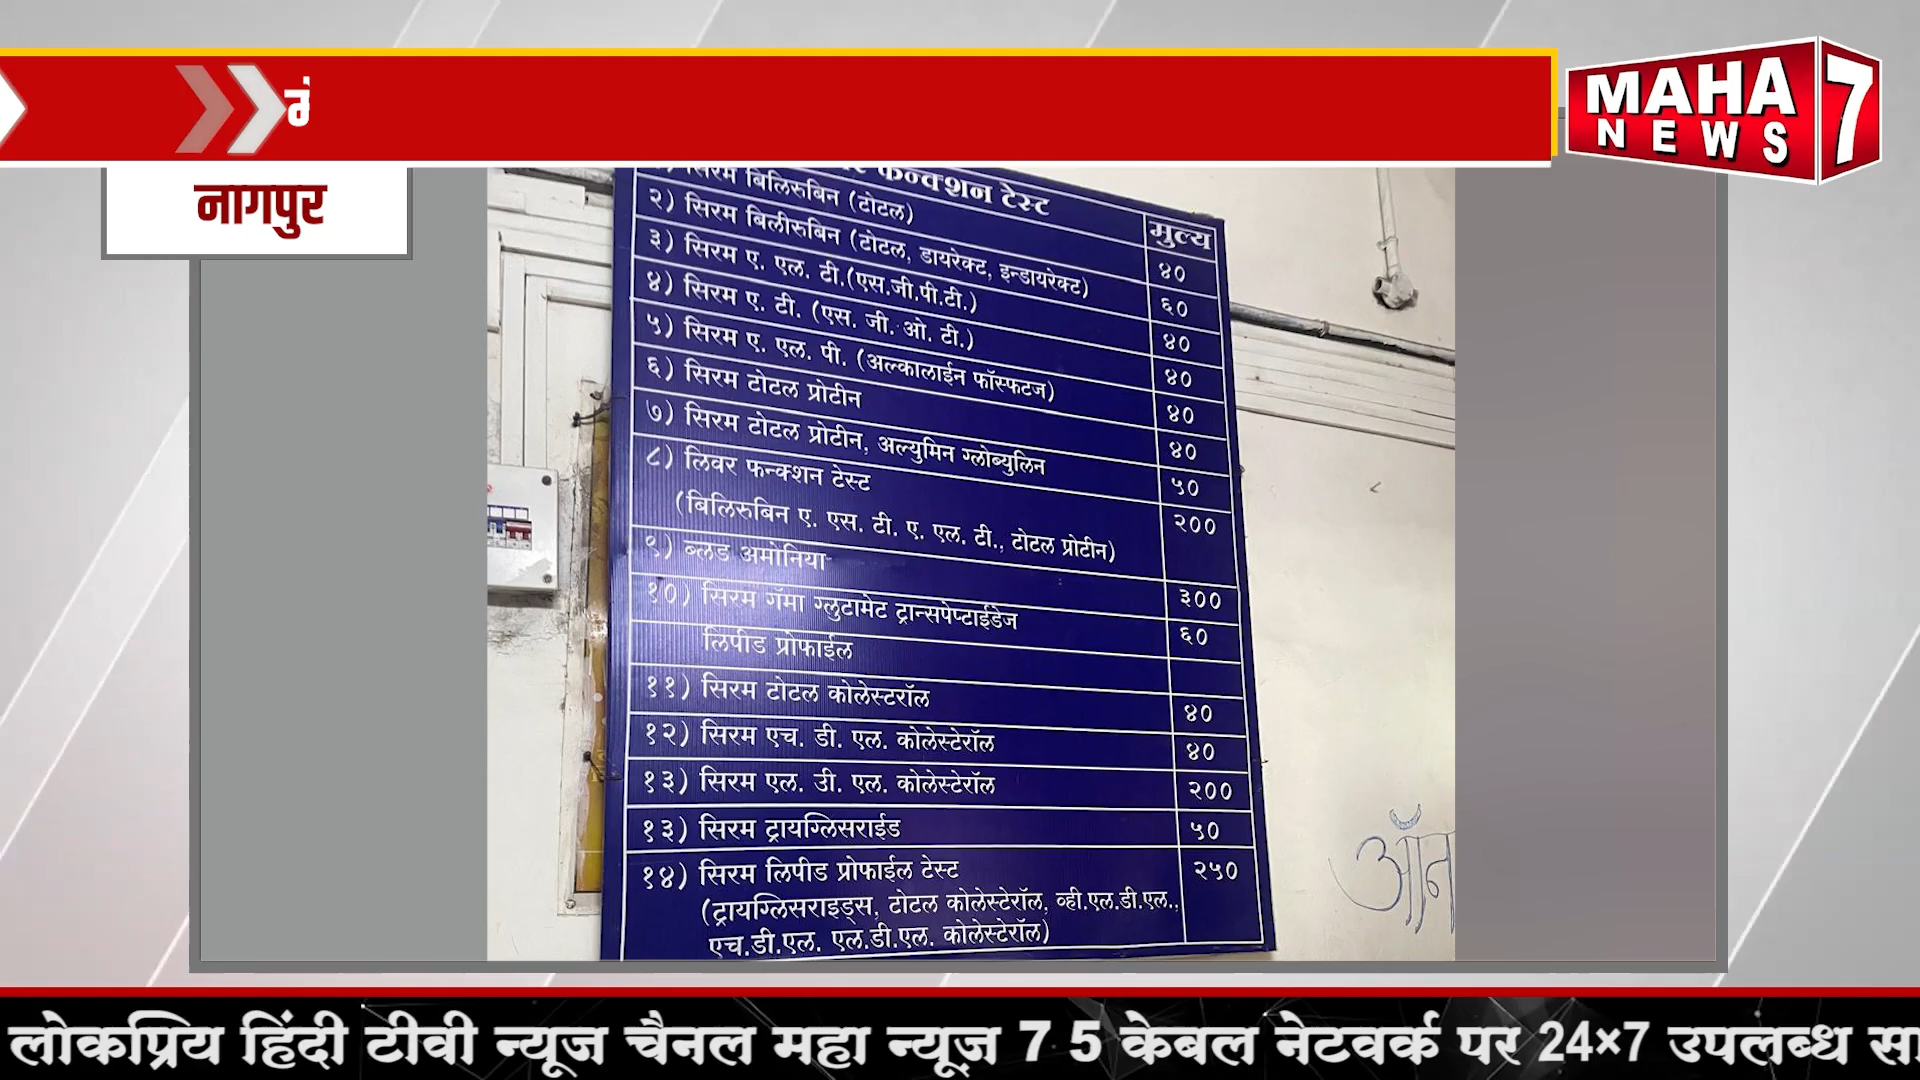 MAHA
NEWS
7
नागपुर
फन्क्शन टेस्ट
मुल्य
सिरम बिलिरुबिन (टोटल)
४०
२) सिरम बिलीरुबिन (टोटल, डायरेक्ट, इन्डायरेक्ट)
६०
३) सिरम ए. एल. टी.(एस.जी.पी.टी.)
४०
४) सिरम ए. टी. (एस. जी. ओ. टी.)
४०
५) सिरम ए. एल. पी. (अल्कालाईन फॉस्फटज)
४०
६) सिरम टोटल प्रोटीन
४०
७) सिरम टोटल प्रोटीन, अल्युमिन ग्लोब्युलिन
५०
८) लिवर फन्क्शन टेस्ट
२००
(बिलिरुबिन ए. एस. टी. ए. एल. टी., टोटल प्रोटीन)
९) ब्लड अमोनिया
३००
१०) सिरम गॅमा ग्लुटामेट ट्रान्सपेप्टाईडेज
६०
लिपीड प्रोफाईल
११) सिरम टोटल कोलेस्टरॉल
४०
१२) सिरम एच. डी. एल. कोलेस्टेरॉल
४०
१३) सिरम एल. डी. एल. कोलेस्टेरॉल
२००
१३) सिरम ट्रायग्लिसराईड
५०
१४) सिरम लिपीड प्रोफाईल टेस्ट
२५०
(ट्रायग्लिसराइड्स, टोटल कोलेस्टेरॉल, व्ही.एल.डी.एल.,
एच.डी.एल. एल.डी.एल. कोलेस्टेरॉल)
ऑन
लोकप्रिय हिंदी टीवी न्यूज चैनल महा न्यूज 7 5 केबल नेटवर्क पर 24×7 उपलब्ध सा